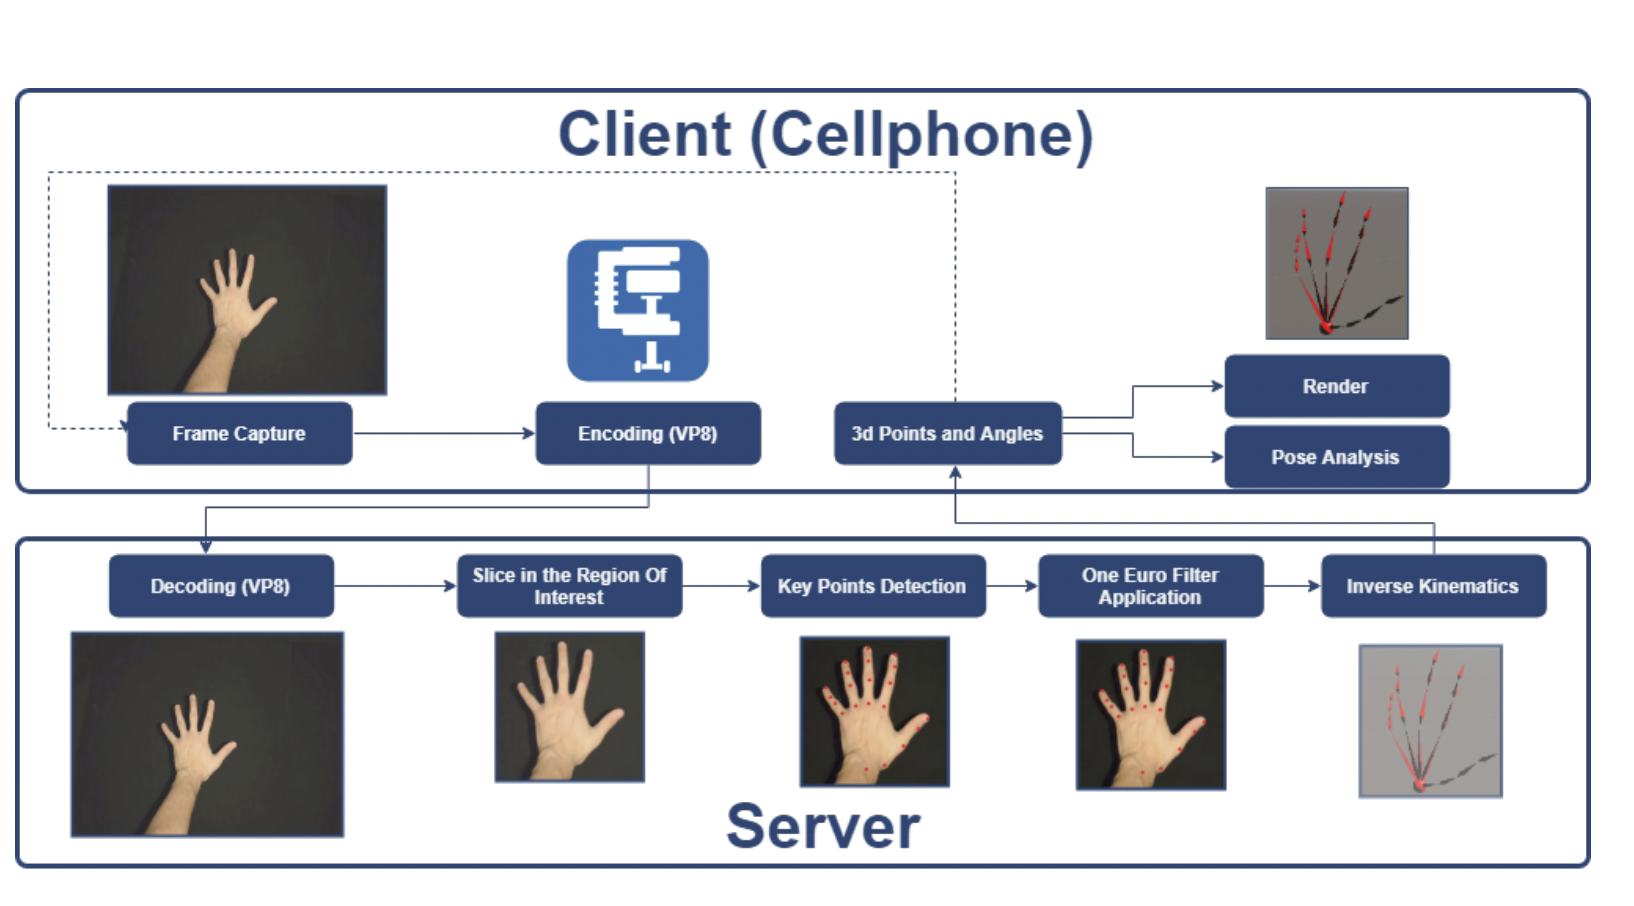 Client (Cellphone)
Frame Capture
Encoding (VP8)
3d Points and Angles
Render
Pose Analysis
Decoding (VP8)
Slice in the Region Of
Interest
Key Points Detection
One Euro Filter
Application
Inverse Kinematics
Server